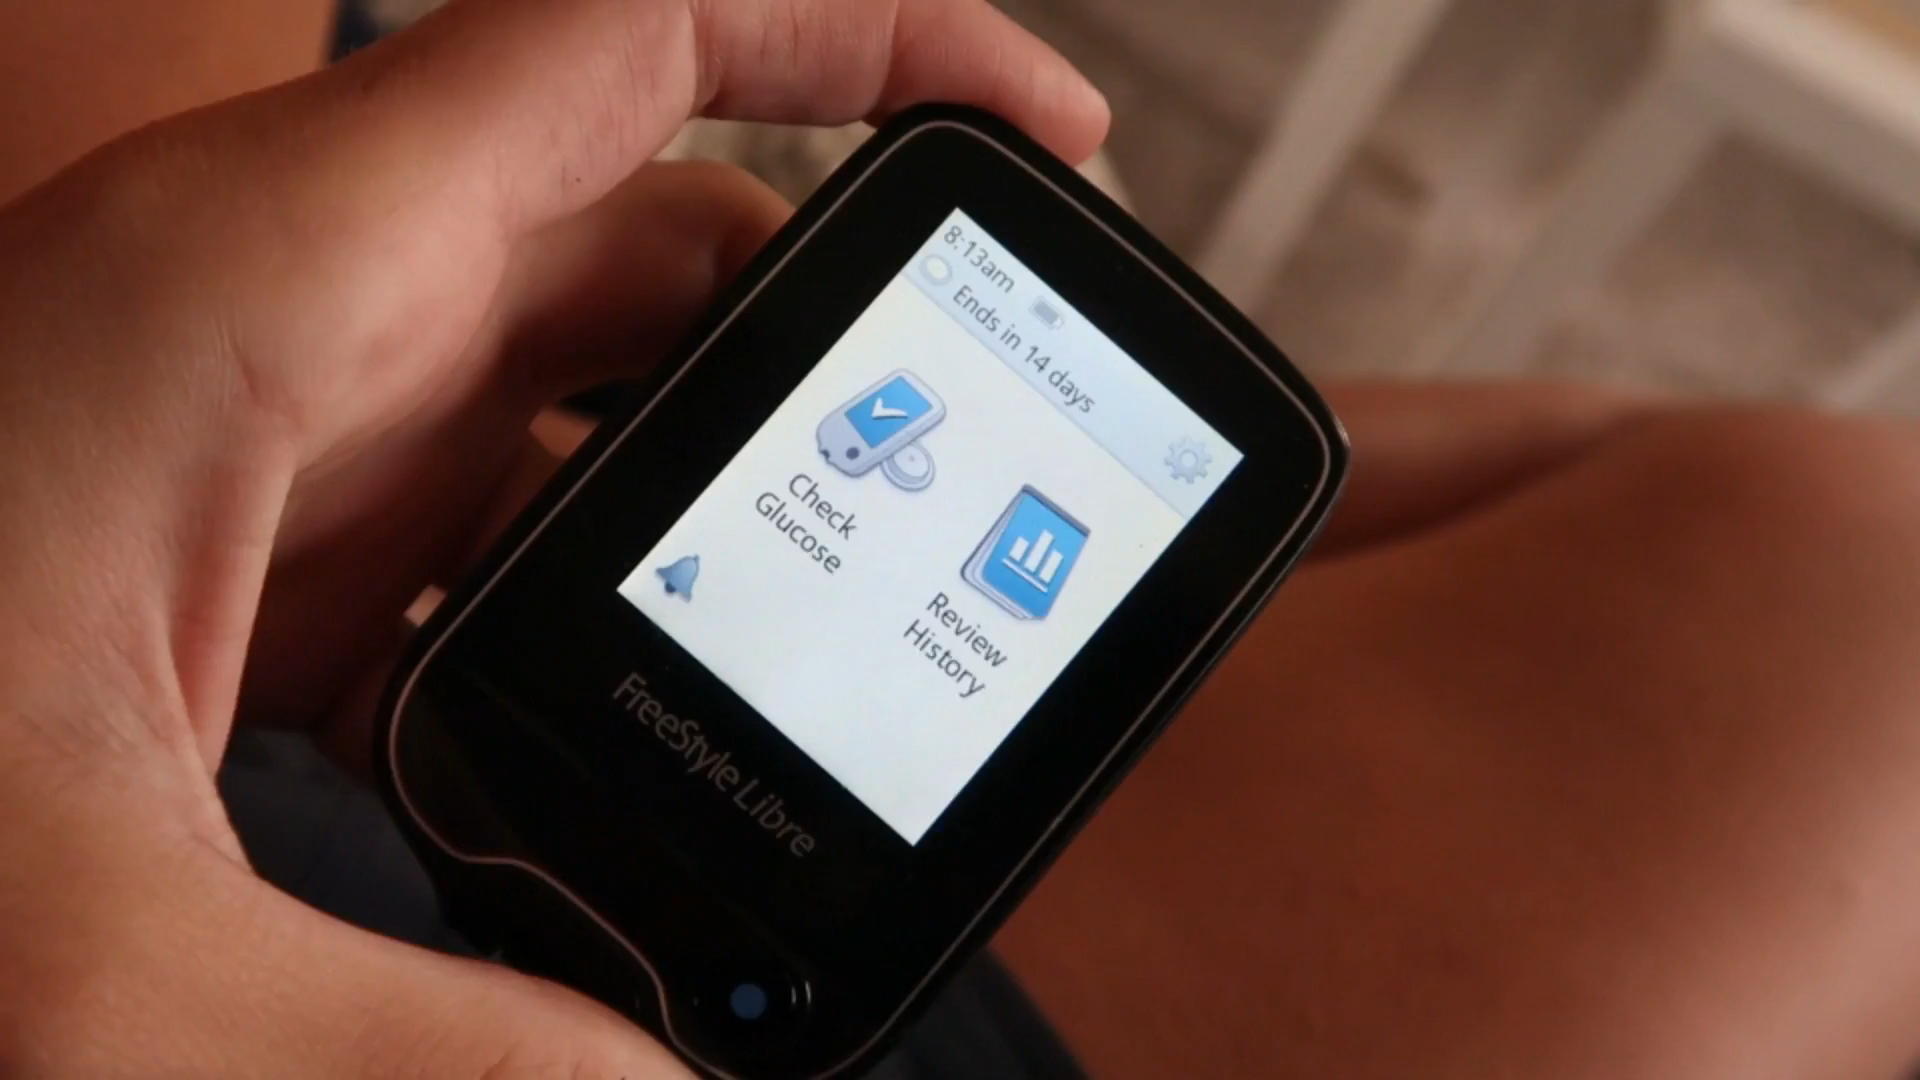 8:13am
Ends in 14 days
Check
Glucose
Review
History
FreeStyle Libre